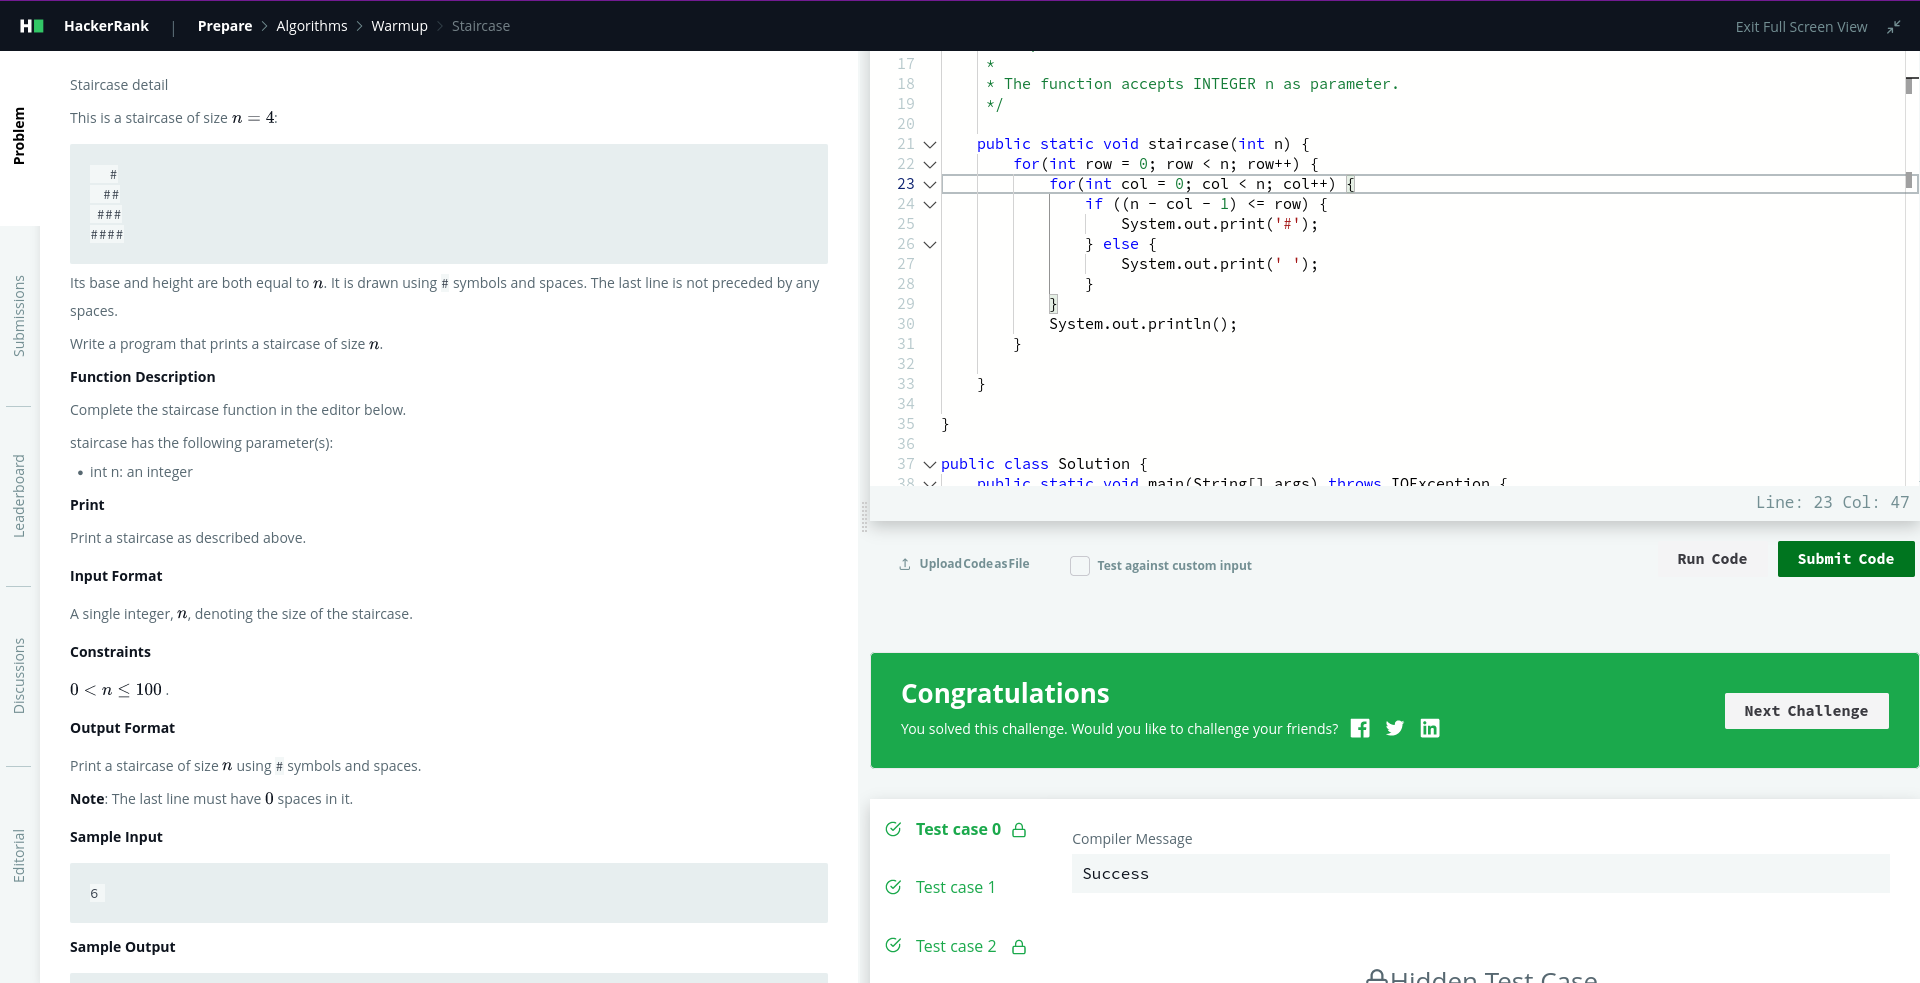 HackerRank | Prepare > Algorithms > Warmup > Staircase
Exit Full Screen View
Problem
Submissions
Leaderboard
Discussions
Editorial
Staircase detail
This is a staircase of size n = 4:
   #
  ##
 ###
####
Its base and height are both equal to n. It is drawn using # symbols and spaces. The last line is not preceded by any
spaces.
Write a program that prints a staircase of size n.
Function Description
Complete the staircase function in the editor below.
staircase has the following parameter(s):
• int n: an integer
Print
Print a staircase as described above.
Input Format
A single integer, n, denoting the size of the staircase.
Constraints
0 < n ≤ 100 .
Output Format
Print a staircase of size n using # symbols and spaces.
Note: The last line must have 0 spaces in it.
Sample Input
6
Sample Output
17      *
18      * The function accepts INTEGER n as parameter.
19      */
20
21     public static void staircase(int n) {
22         for(int row = 0; row < n; row++) {
23             for(int col = 0; col < n; col++) {
24                 if ((n - col - 1) <= row) {
25                     System.out.print('#');
26                 } else {
27                     System.out.print(' ');
28                 }
29             }
30             System.out.println();
31         }
32
33     }
34
35 }
36
37 public class Solution {
38     public static void main(String[] args) throws IOException {
Line: 23 Col: 47
Upload Code as File
Test against custom input
Run Code
Submit Code
Congratulations
You solved this challenge. Would you like to challenge your friends?
Next Challenge
Test case 0
Test case 1
Test case 2
Compiler Message
Success
Hidden Test Case